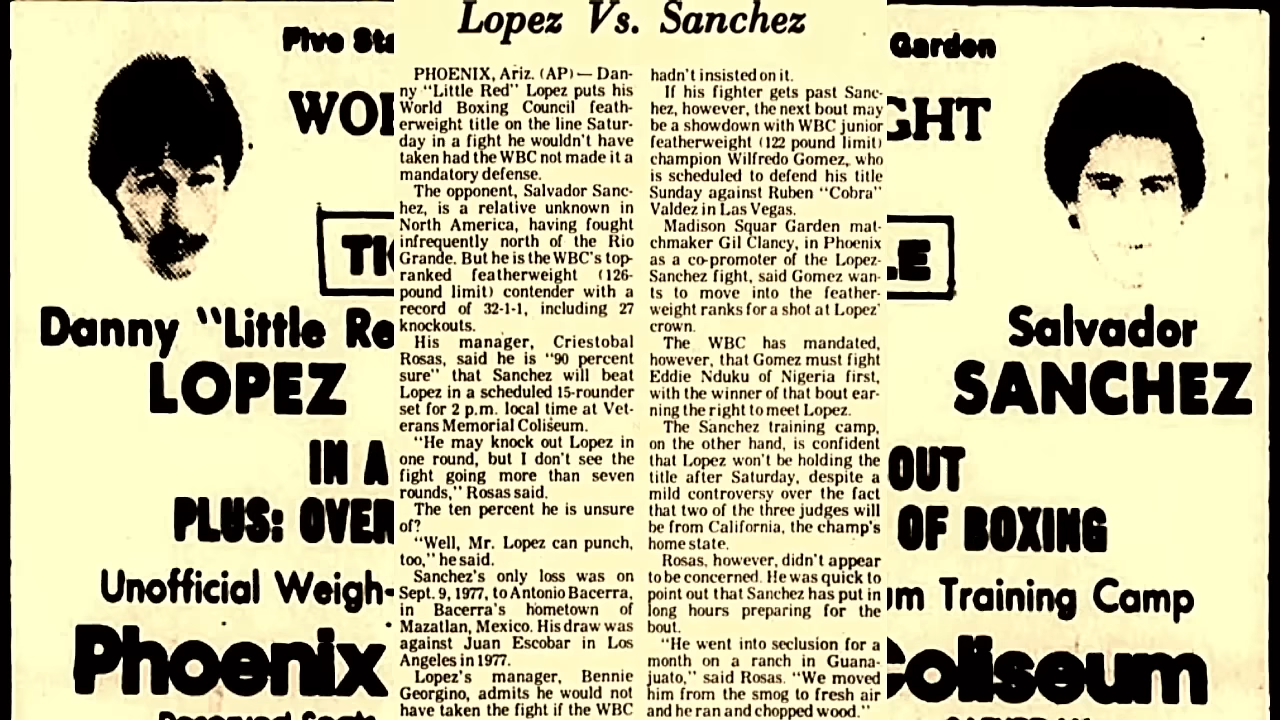 Lopez Vs. Sanchez
PHOENIX, Ariz. (AP) — Dan-
ny "Little Red" Lopez puts his
World Boxing Council feath-
erweight title on the line Satur-
day in a fight he wouldn't have
taken had the WBC not made it a
mandatory defense.
The opponent, Salvador Sanc-
hez, is a relative unknown in
North America, having fought
infrequently north of the Rio
Grande. But he is the WBC's top-
ranked featherweight (126-
pound limit) contender with a
record of 32-1-1, including 27
knockouts.
His manager, Criestobal
Rosas, said he is "90 percent
sure" that Sanchez will beat
Lopez in a scheduled 15-rounder
set for 2 p.m. local time at Vet-
erans Memorial Coliseum.
"He may knock out Lopez in
one round, but I don't see the
fight going more than seven
rounds," Rosas said.
The ten percent he is unsure
of?
"Well, Mr. Lopez can punch,
too," he said.
Sanchez's only loss was on
Sept. 9, 1977, to Antonio Bacerra,
in Bacerra's hometown of
Mazatlan, Mexico. His draw was
against Juan Escobar in Los
Angeles in 1977.
Lopez's manager, Bennie
Georgino, admits he would not
have taken the fight if the WBC
hadn't insisted on it.
If his fighter gets past Sanc-
hez, however, the next bout may
be a showdown with WBC junior
featherweight (122 pound limit)
champion Wilfredo Gomez, who
is scheduled to defend his title
Sunday against Ruben "Cobra"
Valdez in Las Vegas.
Madison Squar Garden mat-
chmaker Gil Clancy, in Phoenix
as a co-promoter of the Lopez-
Sanchez fight, said Gomez wan-
ts to move into the feather-
weight ranks for a shot at Lopez'
crown.
The WBC has mandated,
however, that Gomez must fight
Eddie Nduku of Nigeria first,
with the winner of that bout ear-
ning the right to meet Lopez.
The Sanchez training camp,
on the other hand, is confident
that Lopez won't be holding the
title after Saturday, despite a
mild controversy over the fact
that two of the three judges will
be from California, the champ's
home state.
Rosas, however, didn't appear
to be concerned. He was quick to
point out that Sanchez has put in
long hours preparing for the
bout.
"He went into seclusion for a
month on a ranch in Guana-
juato," said Rosas. "We moved
him from the smog to fresh air
and he ran and chopped wood."
Five Sta
WOR
TI
Danny "Little Re
LOPEZ
IN A
PLUS: OVER
Unofficial Weigh-
Phoenix
Garden
GHT
LE
Salvador
SANCHEZ
OUT
OF BOXING
um Training Camp
Coliseum